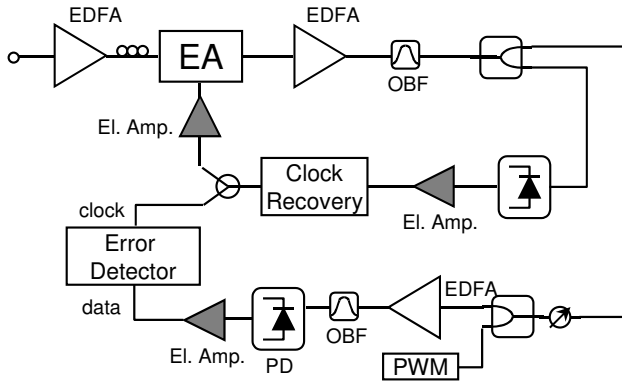 EDFA
EDFA
EA
OBF
El. Amp.
Clock
Recovery
El. Amp.
clock
Error
Detector
data
El. Amp.
PD
OBF
EDFA
PWM